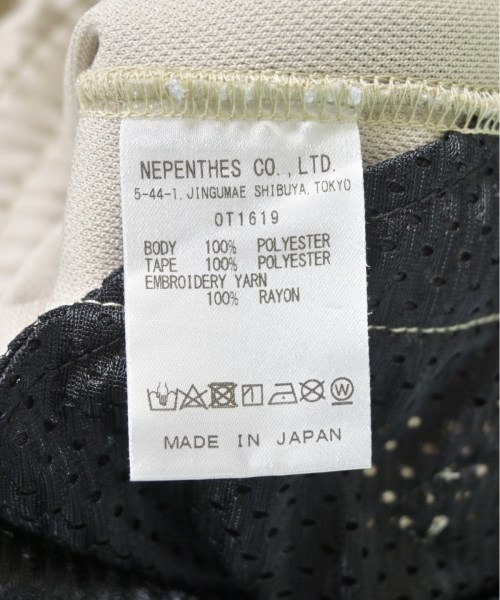 NEPENTHES CO., LTD.
5-44-1, JINGUMAE SHIBUYA, TOKYO
OT1619
BODY 100% POLYESTER
TAPE 100% POLYESTER
EMBROIDERY YARN
100% RAYON
MADE IN JAPAN